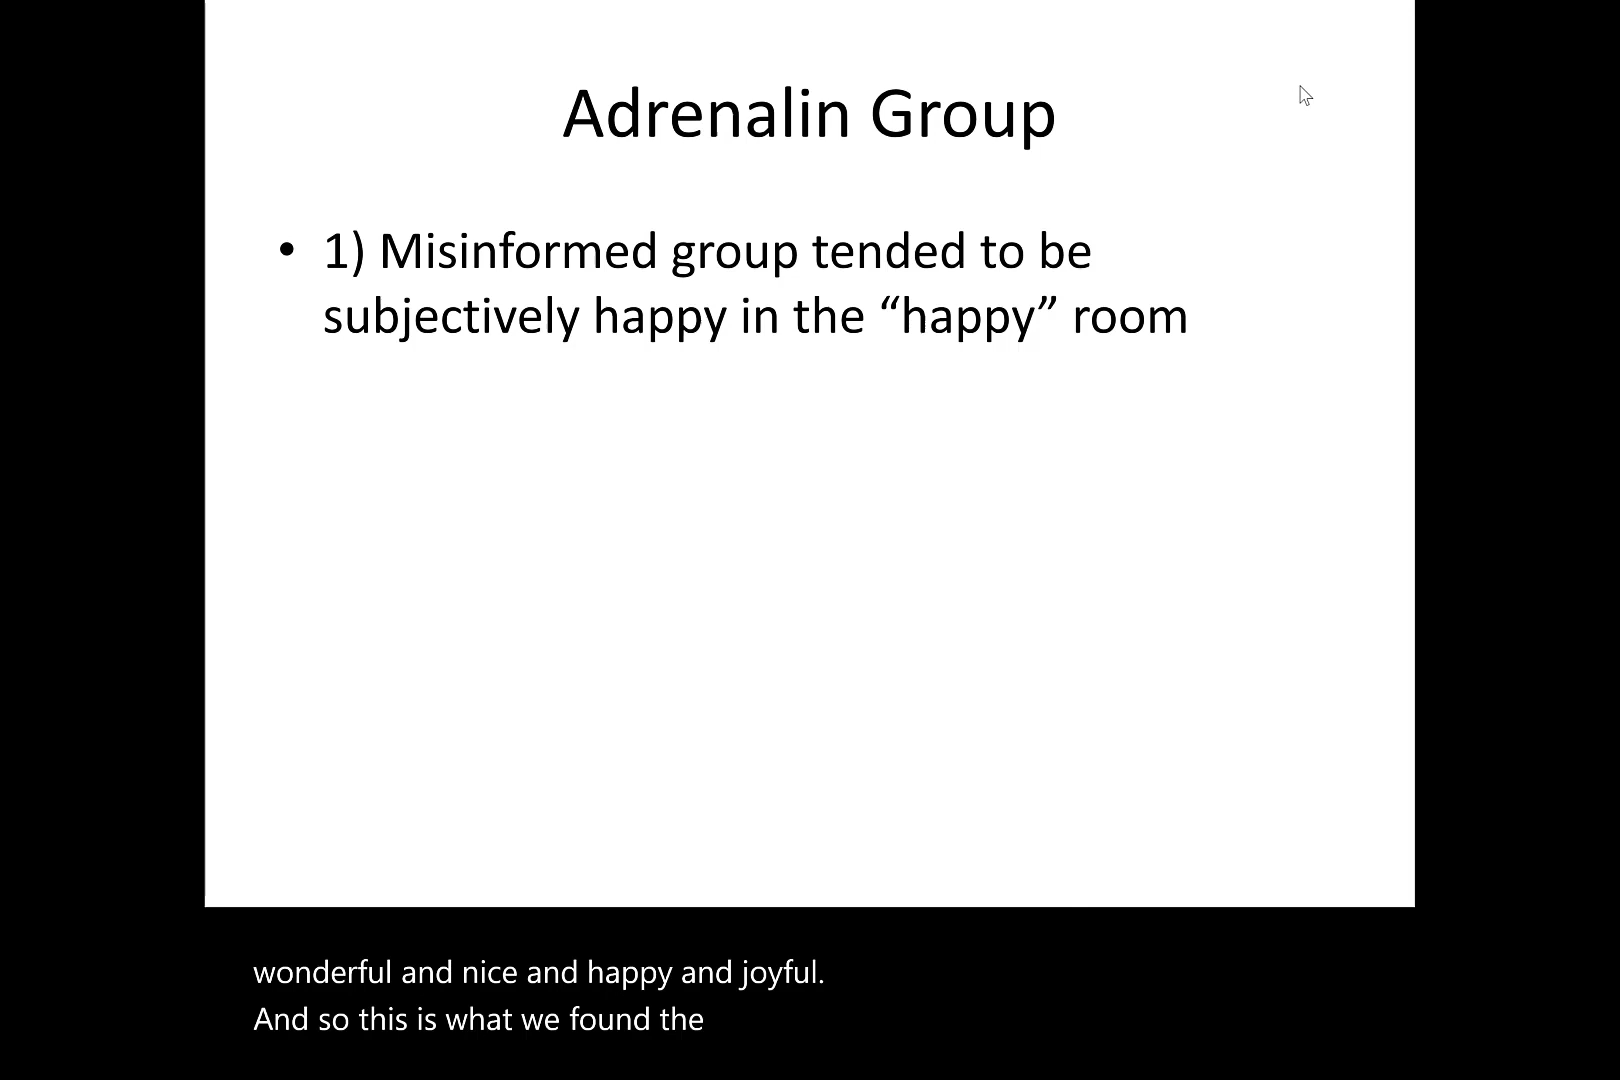 Adrenalin Group
• 1) Misinformed group tended to be
subjectively happy in the “happy” room
wonderful and nice and happy and joyful.
And so this is what we found the